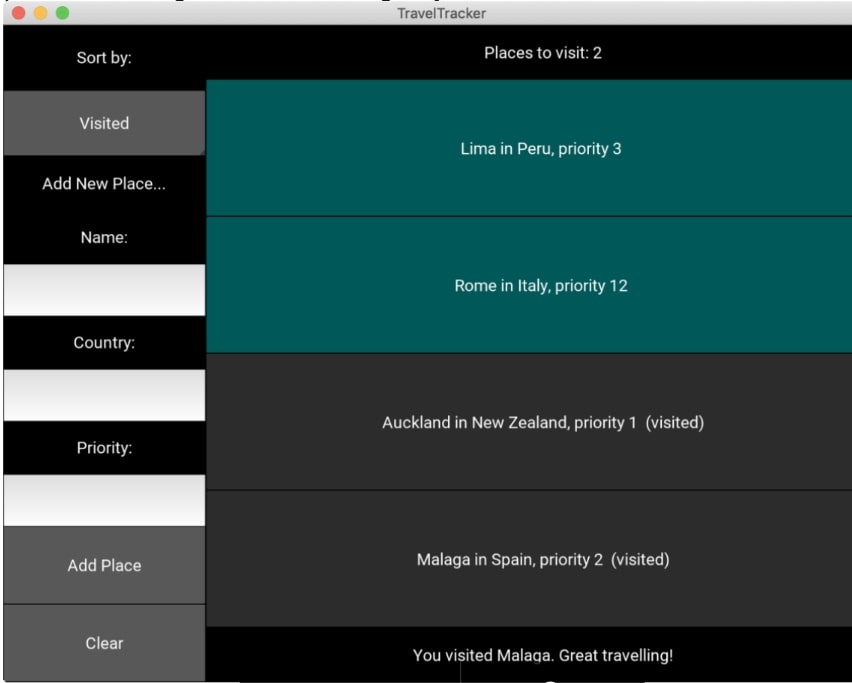 TravelTracker
Sort by:
Visited
Add New Place...
Name:
Country:
Priority:
Add Place
Clear
Places to visit: 2
Lima in Peru, priority 3
Rome in Italy, priority 12
Auckland in New Zealand, priority 1 (visited)
Malaga in Spain, priority 2 (visited)
You visited Malaga. Great travelling!